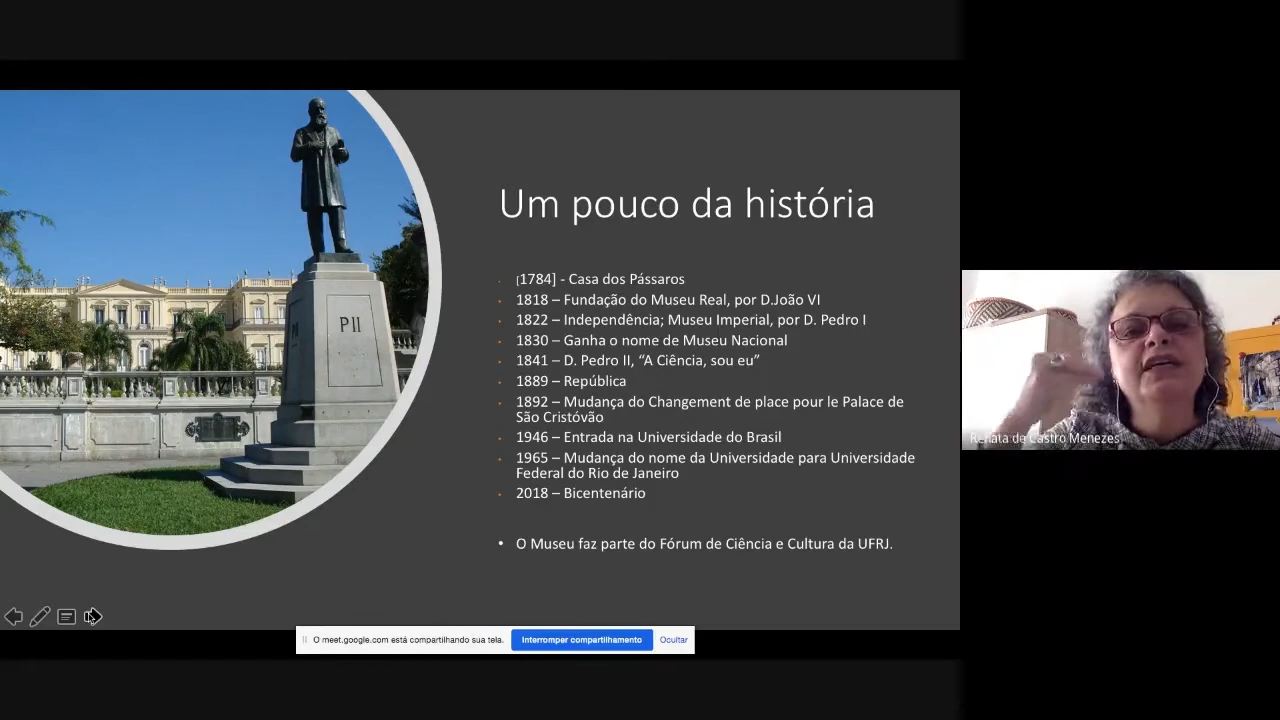 Um pouco da história
[1784] - Casa dos Pássaros
1818 – Fundação do Museu Real, por D.João VI
1822 – Independência; Museu Imperial, por D. Pedro I
1830 – Ganha o nome de Museu Nacional
1841 – D. Pedro II, “A Ciência, sou eu”
1889 – República
1892 – Mudança do Changement de place pour le Palace de
São Cristóvão
1946 – Entrada na Universidade do Brasil
1965 – Mudança do nome da Universidade para Universidade
Federal do Rio de Janeiro
2018 – Bicentenário
• O Museu faz parte do Fórum de Ciência e Cultura da UFRJ.
PII
Renata de Castro Menezes
O meet.google.com está compartilhando sua tela.
Interromper compartilhamento
Ocultar